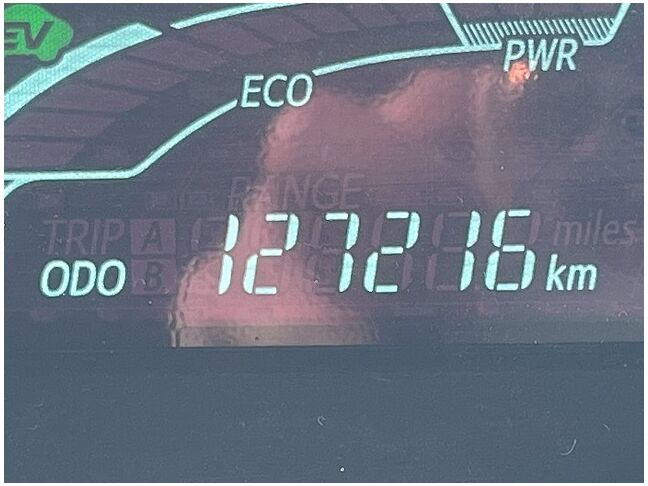 EV
PWR
ECO
RANGE
TRIP A miles
ODO B 127216 km